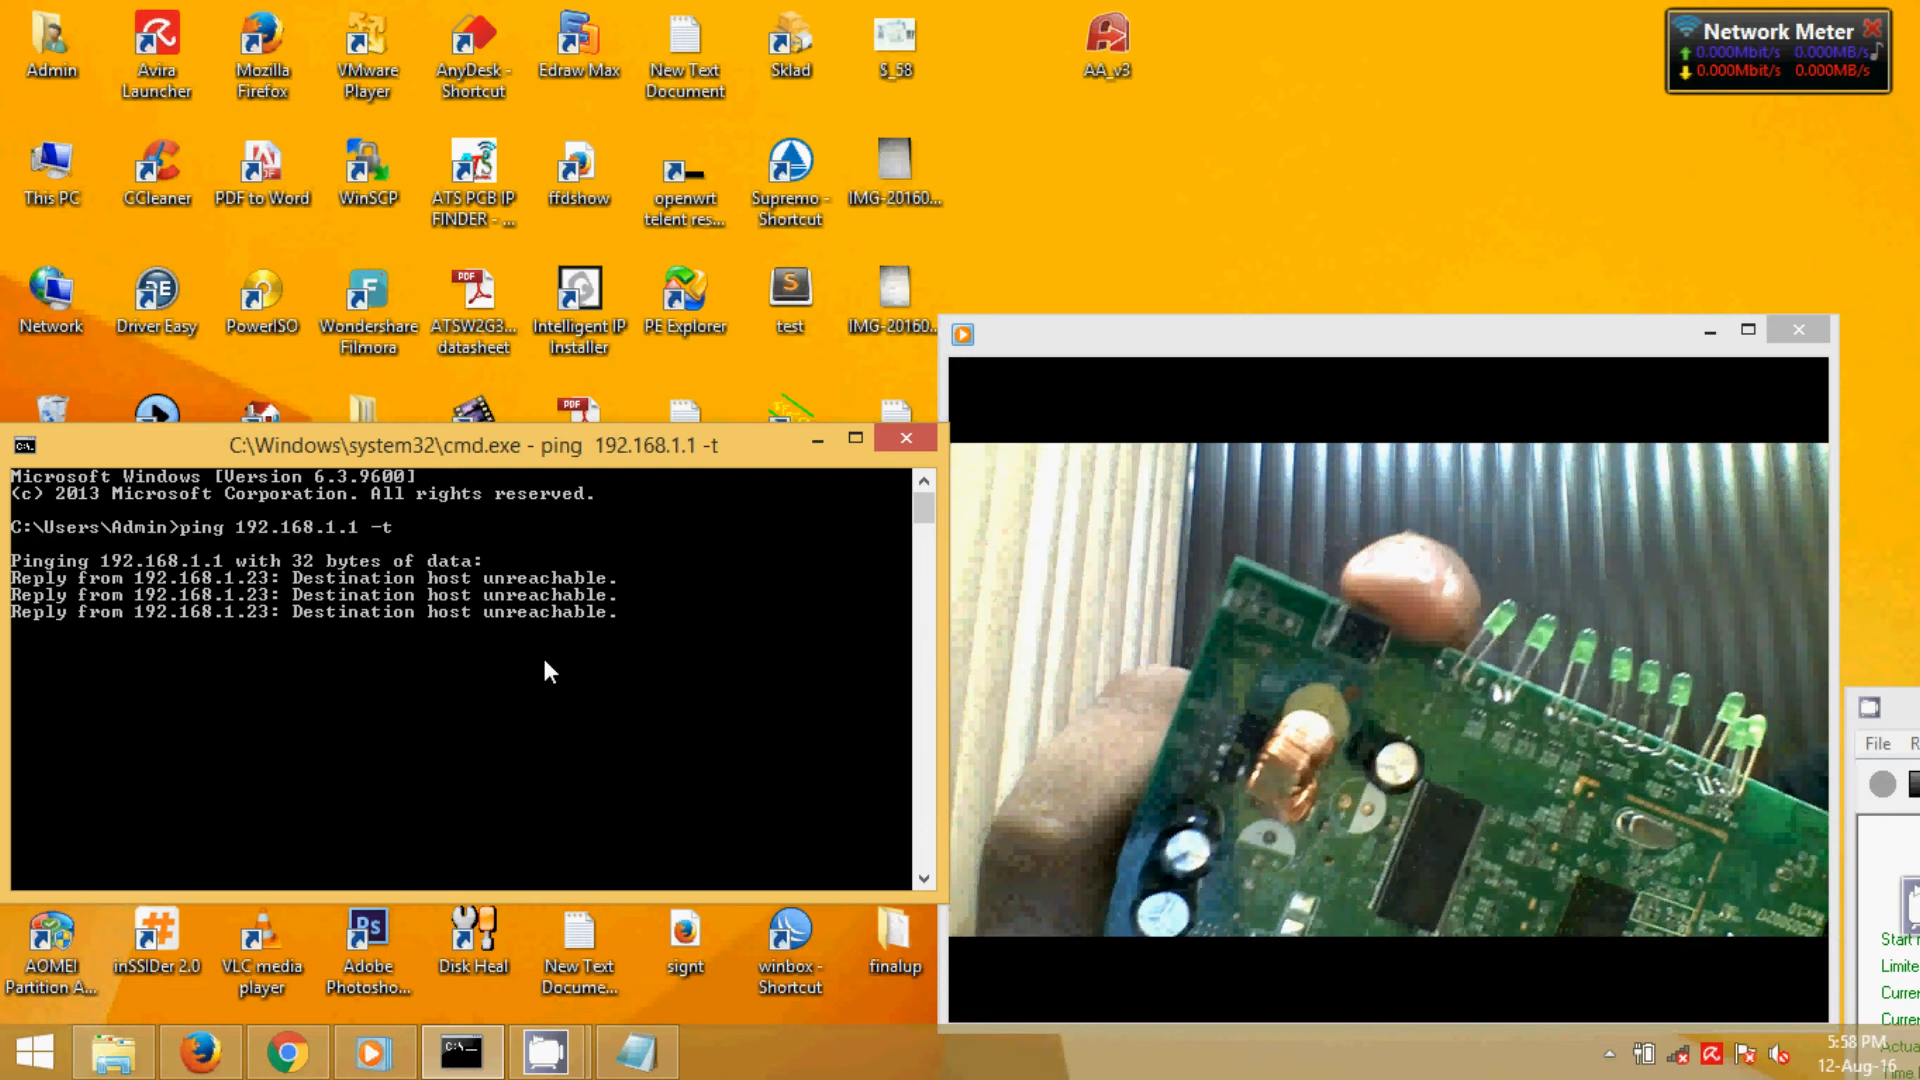 Admin
Avira Launcher
Mozilla Firefox
VMware Player
AnyDesk - Shortcut
Edraw Max
New Text Document
Sklad
S_58
AA_v3
Network Meter
0.000Mbit/s 0.000MB/s
0.000Mbit/s 0.000MB/s
This PC
CCleaner
PDF to Word
WinSCP
ATS PCB IP FINDER - ...
ffdshow
openwrt telent res...
Supremo - Shortcut
IMG-20160...
Network
Driver Easy
PowerISO
Wondershare Filmora
ATSW2G3... datasheet
Intelligent IP Installer
PE Explorer
test
IMG-20160...
C:\Windows\system32\cmd.exe - ping 192.168.1.1 -t
Microsoft Windows [Version 6.3.9600]
(c) 2013 Microsoft Corporation. All rights reserved.
C:\Users\Admin>ping 192.168.1.1 -t
Pinging 192.168.1.1 with 32 bytes of data:
Reply from 192.168.1.23: Destination host unreachable.
Reply from 192.168.1.23: Destination host unreachable.
Reply from 192.168.1.23: Destination host unreachable.
File
Start
Limite
Curre
Curre
Actua
AOMEI Partition A...
inSSIDer 2.0
VLC media player
Adobe Photosho...
Disk Heal
New Text Docume...
signt
winbox - Shortcut
finalup
5:58 PM
12-Aug-16